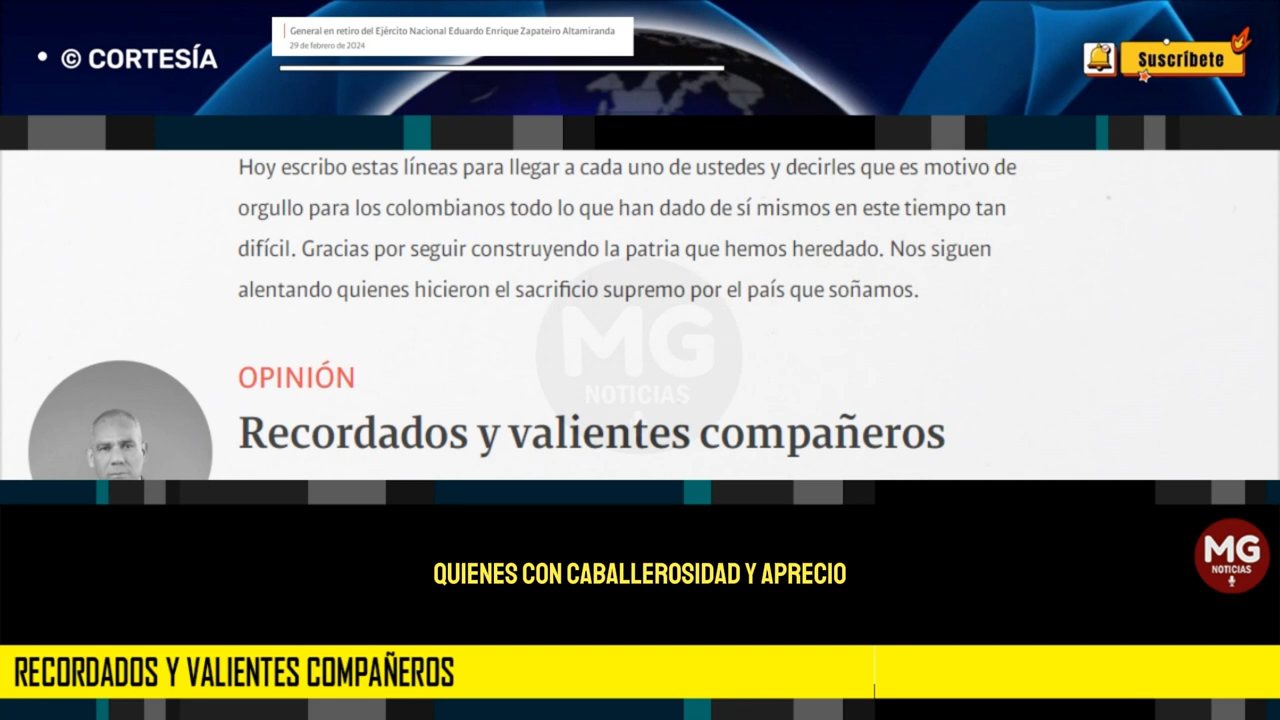 General en retiro del Ejército Nacional Eduardo Enrique Zapateiro Altamiranda
29 de febrero de 2024
• © CORTESÍA
Suscríbete
Hoy escribo estas líneas para llegar a cada uno de ustedes y decirles que es motivo de
orgullo para los colombianos todo lo que han dado de sí mismos en este tiempo tan
difícil. Gracias por seguir construyendo la patria que hemos heredado. Nos siguen
alentando quienes hicieron el sacrificio supremo por el país que soñamos.
MG
NOTICIAS
OPINIÓN
Recordados y valientes compañeros
QUIENES CON CABALLEROSIDAD Y APRECIO
MG
NOTICIAS
RECORDADOS Y VALIENTES COMPAÑEROS